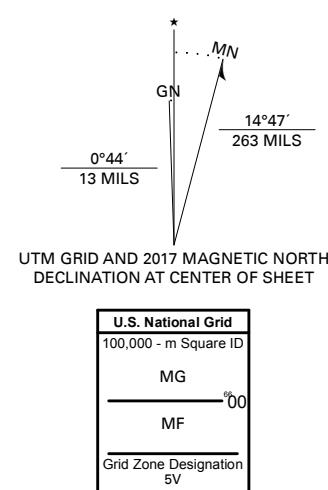 ★
MN
GN
14°47´
263 MILS
0°44´
13 MILS
UTM GRID AND 2017 MAGNETIC NORTH
DECLINATION AT CENTER OF SHEET
U.S. National Grid
100,000 - m Square ID
MG
6600
MF
Grid Zone Designation
5V